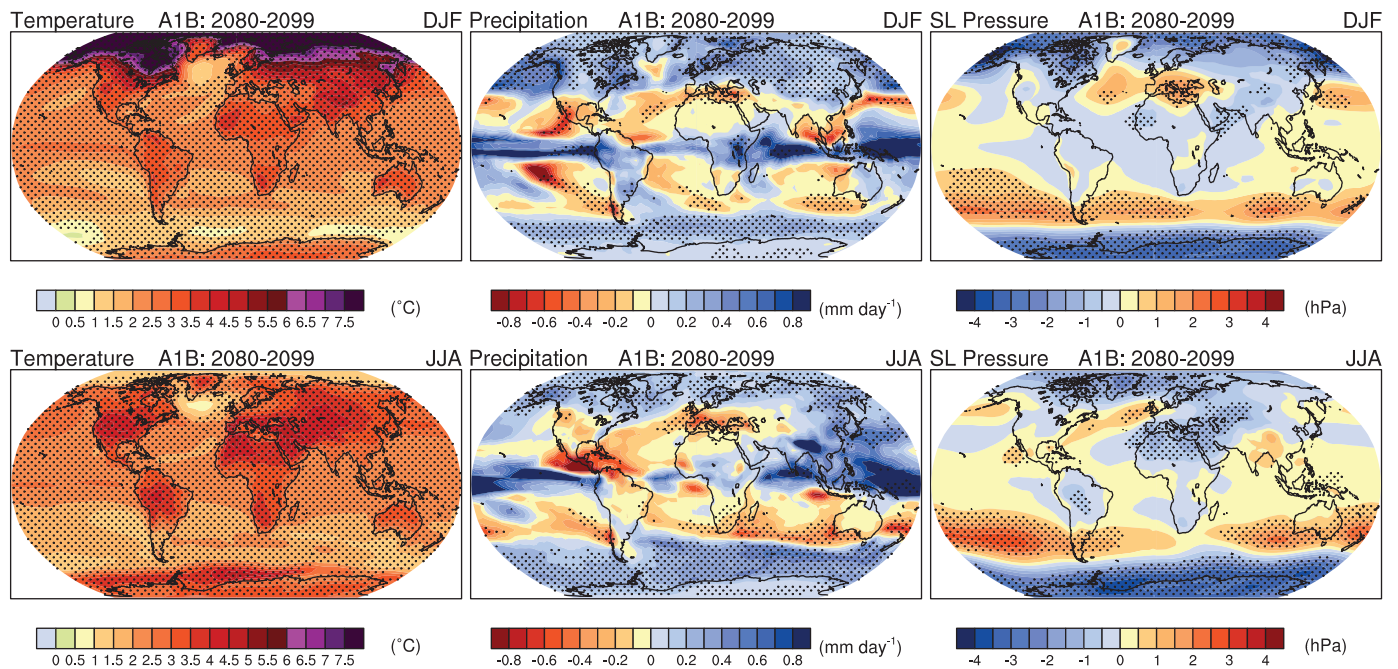 Temperature A1B: 2080-2099 DJF
Precipitation A1B: 2080-2099 DJF
SL Pressure A1B: 2080-2099 DJF
0 0.5 1 1.5 2 2.5 3 3.5 4 4.5 5 5.5 6 6.5 7 7.5 (°C)
-0.8 -0.6 -0.4 -0.2 0 0.2 0.4 0.6 0.8 (mm day-1)
-4 -3 -2 -1 0 1 2 3 4 (hPa)
Temperature A1B: 2080-2099 JJA
Precipitation A1B: 2080-2099 JJA
SL Pressure A1B: 2080-2099 JJA
0 0.5 1 1.5 2 2.5 3 3.5 4 4.5 5 5.5 6 6.5 7 7.5 (°C)
-0.8 -0.6 -0.4 -0.2 0 0.2 0.4 0.6 0.8 (mm day-1)
-4 -3 -2 -1 0 1 2 3 4 (hPa)